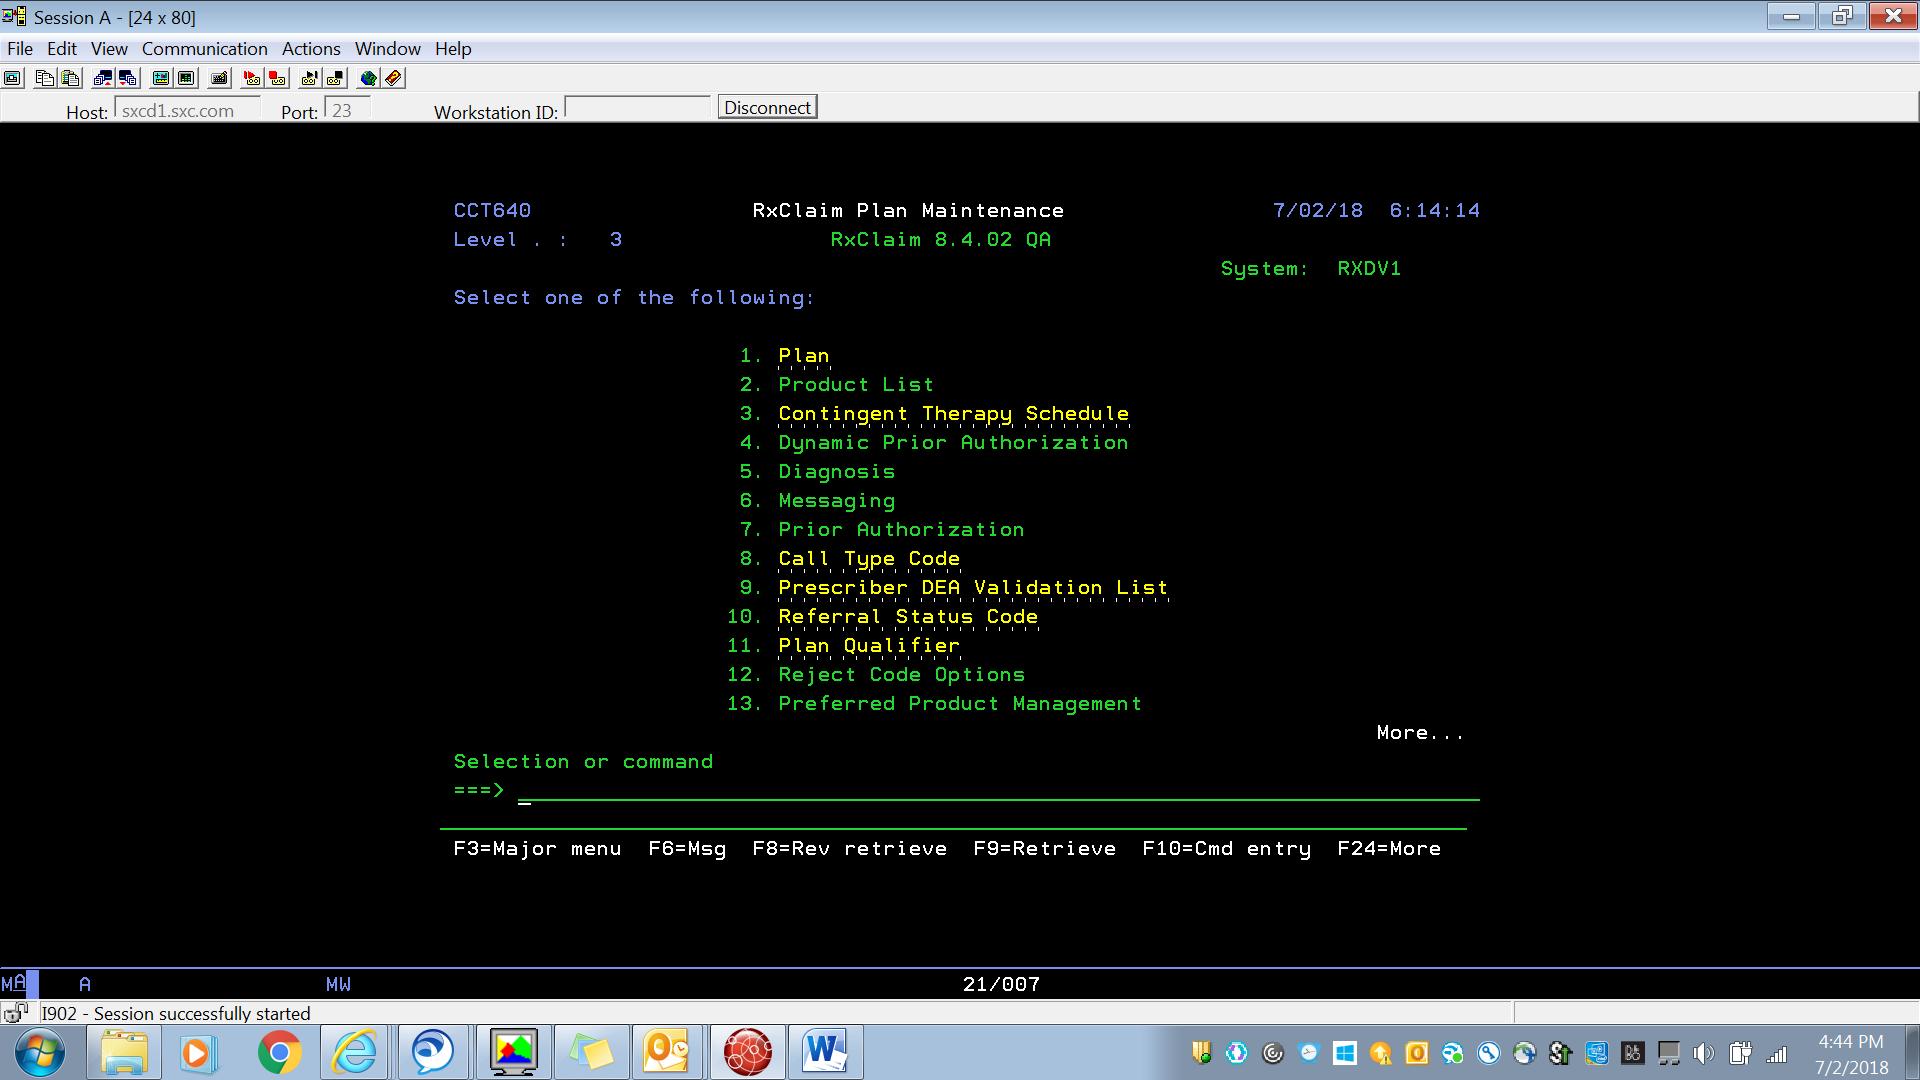 Session A - [24 x 80]
File Edit View Communication Actions Window Help
Host: sxcd1.sxc.com Port: 23 Workstation ID: Disconnect
CCT640 RxClaim Plan Maintenance 7/02/18 6:14:14
Level . : 3 RxClaim 8.4.02 QA
System: RXDV1
Select one of the following:
1. Plan
2. Product List
3. Contingent Therapy Schedule
4. Dynamic Prior Authorization
5. Diagnosis
6. Messaging
7. Prior Authorization
8. Call Type Code
9. Prescriber DEA Validation List
10. Referral Status Code
11. Plan Qualifier
12. Reject Code Options
13. Preferred Product Management
More...
Selection or command
===>
F3=Major menu F6=Msg F8=Rev retrieve F9=Retrieve F10=Cmd entry F24=More
MA A MW 21/007
I902 - Session successfully started
4:44 PM
7/2/2018